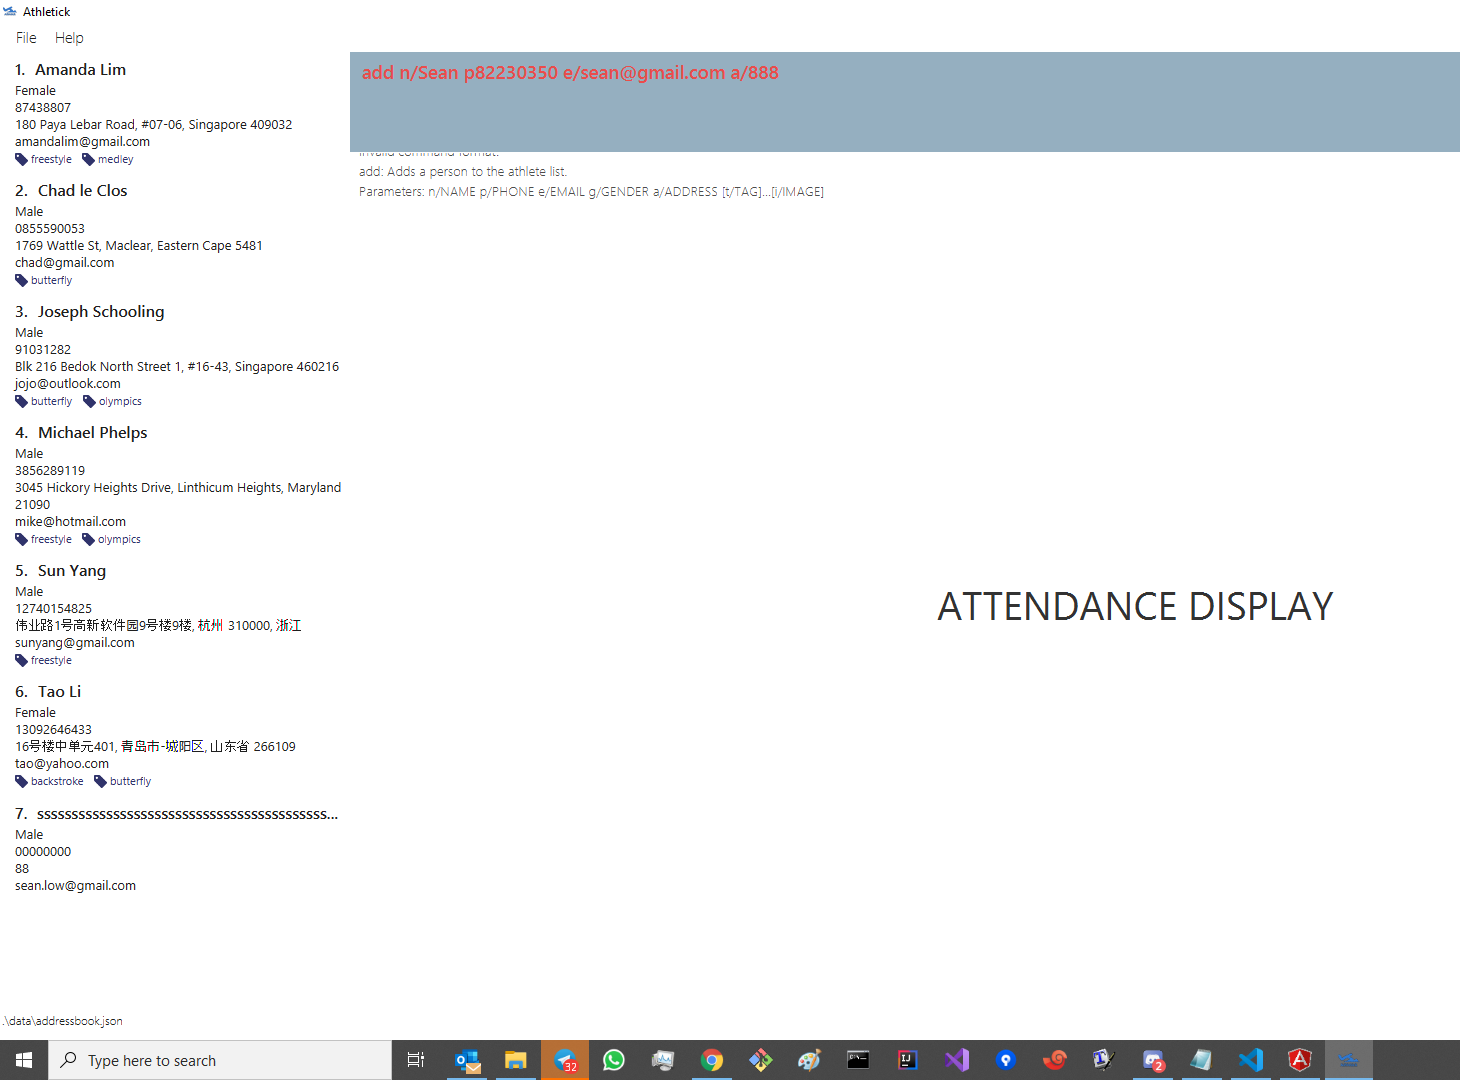 Athletick
File Help
1. Amanda Lim
Female
87438807
180 Paya Lebar Road, #07-06, Singapore 409032
amandalim@gmail.com
freestyle medley
2. Chad le Clos
Male
0855590053
1769 Wattle St, Maclear, Eastern Cape 5481
chad@gmail.com
butterfly
3. Joseph Schooling
Male
91031282
Blk 216 Bedok North Street 1, #16-43, Singapore 460216
jojo@outlook.com
butterfly olympics
4. Michael Phelps
Male
3856289119
3045 Hickory Heights Drive, Linthicum Heights, Maryland
21090
mike@hotmail.com
freestyle olympics
5. Sun Yang
Male
12740154825
伟业路1号高新软件园9号楼9楼, 杭州 310000, 浙江
sunyang@gmail.com
freestyle
6. Tao Li
Female
13092646433
16号楼中单元401, 青岛市-城阳区, 山东省 266109
tao@yahoo.com
backstroke butterfly
7. ssssssssssssssssssssssssssssssssssssssssss...
Male
00000000
88
sean.low@gmail.com
add n/Sean p82230350 e/sean@gmail.com a/888
Invalid command format.
add: Adds a person to the athlete list.
Parameters: n/NAME p/PHONE e/EMAIL g/GENDER a/ADDRESS [t/TAG]...[i/IMAGE]
ATTENDANCE DISPLAY
.\data\addressbook.json
Type here to search
32
2